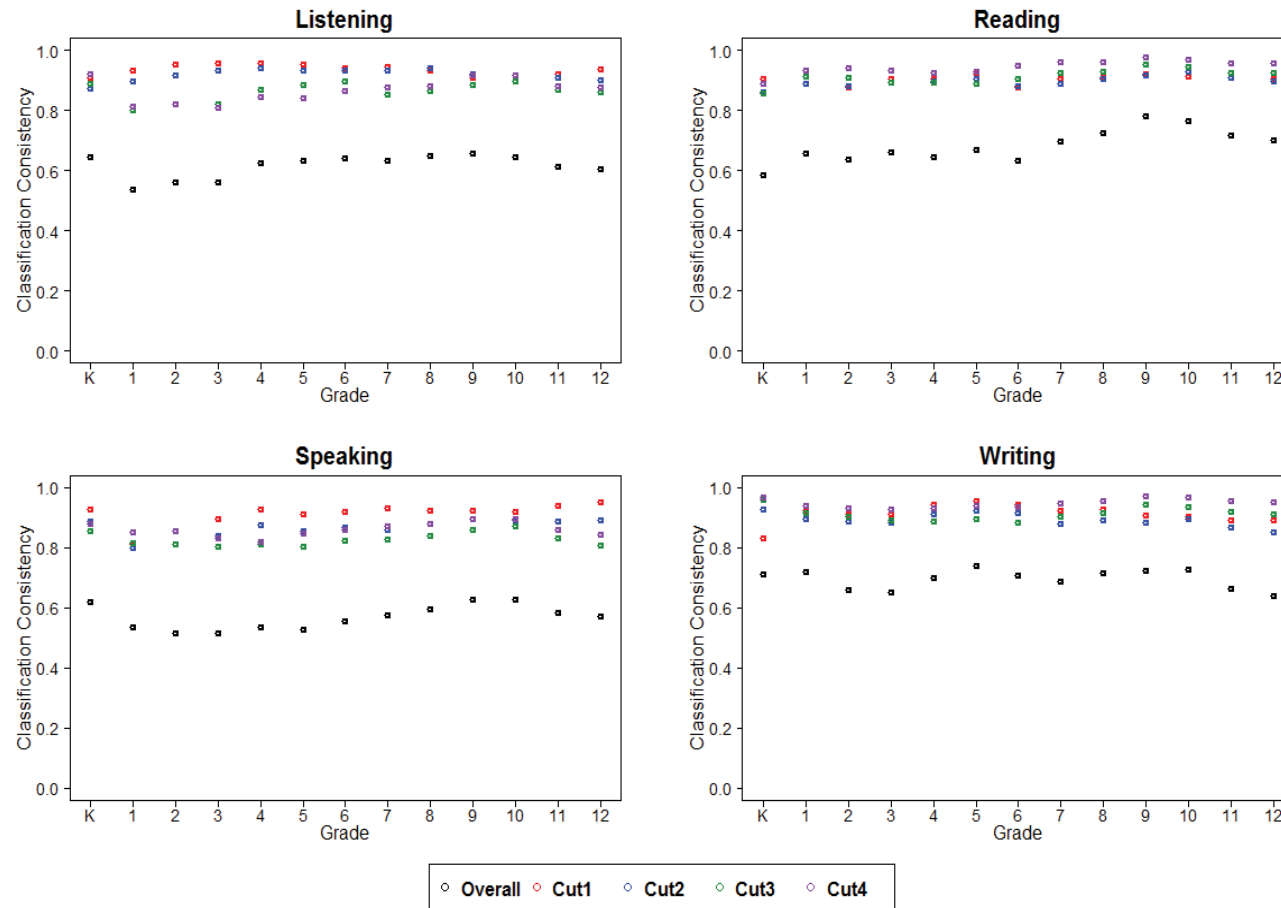 Listening
Classification Consistency
1.0
0.8
0.6
0.4
0.2
0.0
K 1 2 3 4 5 6 7 8 9 10 11 12
Grade
Reading
Classification Consistency
1.0
0.8
0.6
0.4
0.2
0.0
K 1 2 3 4 5 6 7 8 9 10 11 12
Grade
Speaking
Classification Consistency
1.0
0.8
0.6
0.4
0.2
0.0
K 1 2 3 4 5 6 7 8 9 10 11 12
Grade
Writing
Classification Consistency
1.0
0.8
0.6
0.4
0.2
0.0
K 1 2 3 4 5 6 7 8 9 10 11 12
Grade
Overall Cut1 Cut2 Cut3 Cut4